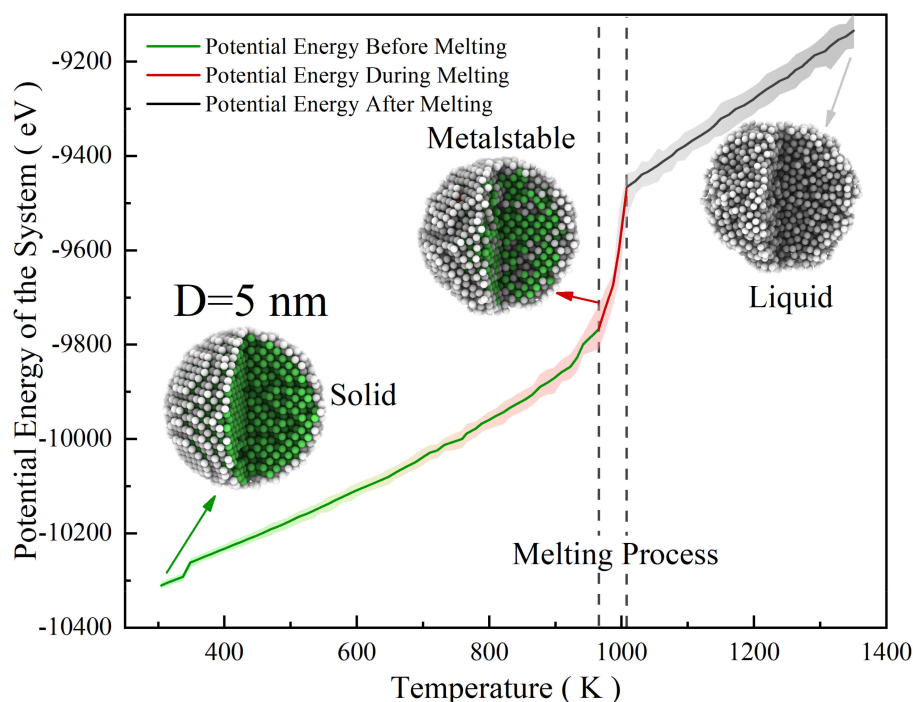 Potential Energy Before Melting
Potential Energy During Melting
Potential Energy After Melting
Metalstable
D=5 nm
Solid
Liquid
Melting Process
Potential Energy of the System ( eV )
-9200
-9400
-9600
-9800
-10000
-10200
-10400
400
600
800
1000
1200
1400
Temperature ( K )